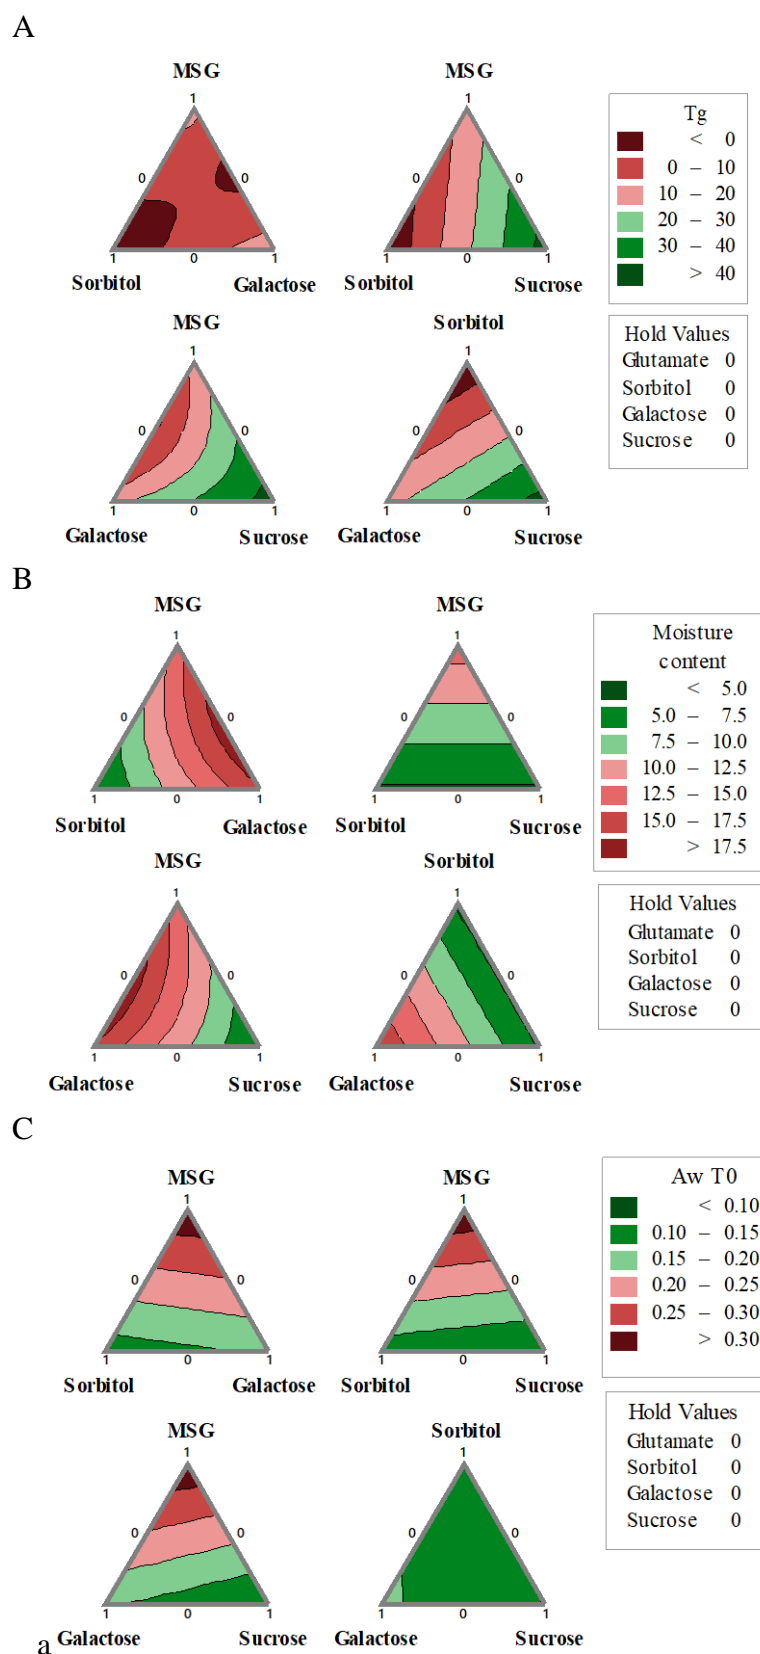 A
MSG MSG
1 1
0 0 0 0
1 0 1 1 0 1
Sorbitol Galactose Sorbitol Sucrose
Tg
< 0
0 – 10
10 – 20
20 – 30
30 – 40
> 40
MSG Sorbitol
1 1
0 0 0 0
1 0 1 1 0 1
Galactose Sucrose Galactose Sucrose
Hold Values
Glutamate 0
Sorbitol 0
Galactose 0
Sucrose 0
B
MSG MSG
1 1
0 0 0 0
1 0 1 1 0 1
Sorbitol Galactose Sorbitol Sucrose
Moisture
content
< 5.0
5.0 – 7.5
7.5 – 10.0
10.0 – 12.5
12.5 – 15.0
15.0 – 17.5
> 17.5
MSG Sorbitol
1 1
0 0 0 0
1 0 1 1 0 1
Galactose Sucrose Galactose Sucrose
Hold Values
Glutamate 0
Sorbitol 0
Galactose 0
Sucrose 0
C
MSG MSG
1 1
0 0 0 0
1 0 1 1 0 1
Sorbitol Galactose Sorbitol Sucrose
Aw T0
< 0.10
0.10 – 0.15
0.15 – 0.20
0.20 – 0.25
0.25 – 0.30
> 0.30
MSG Sorbitol
1 1
0 0 0 0
1 0 1 1 0 1
Galactose Sucrose Galactose Sucrose
Hold Values
Glutamate 0
Sorbitol 0
Galactose 0
Sucrose 0
a